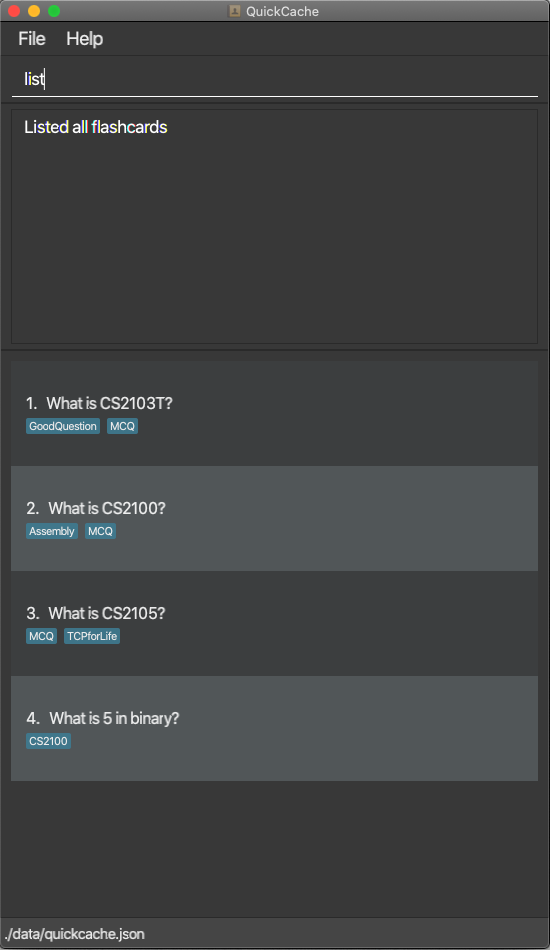 QuickCache
File Help
list
Listed all flashcards
1. What is CS2103T?
GoodQuestion MCQ
2. What is CS2100?
Assembly MCQ
3. What is CS2105?
MCQ TCPforLife
4. What is 5 in binary?
CS2100
./data/quickcache.json